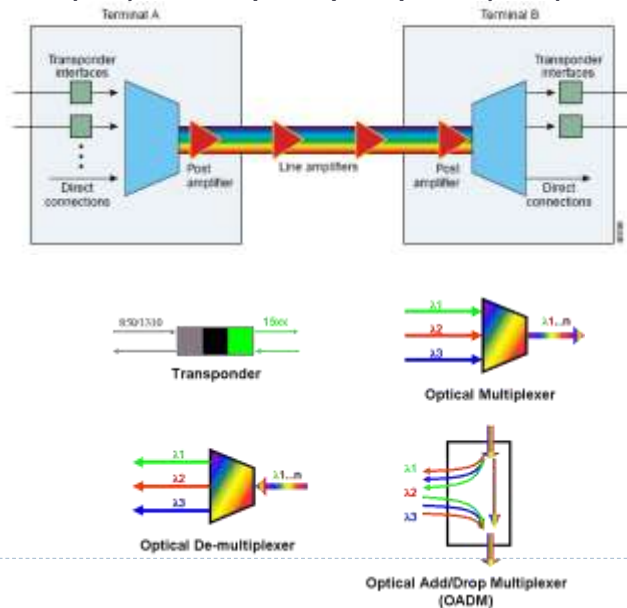 Terminal A
Terminal B
Transponder
interfaces
Transponder
interfaces
Post
amplifier
Line amplifiers
Post
amplifier
Direct
connections
Direct
connections
850/1310
15xx
Transponder
λ1
λ2
λ3
λ1...n
Optical Multiplexer
λ1
λ2
λ3
λ1...n
Optical De-multiplexer
λ1
λ2
λ3
Optical Add/Drop Multiplexer
(OADM)